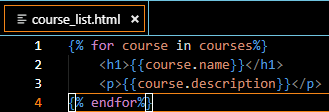 course_list.html ×
1 {% for course in courses%}
2 <h1>{{course.name}}</h1>
3 <p>{{course.description}}</p>
4 {% endfor%}